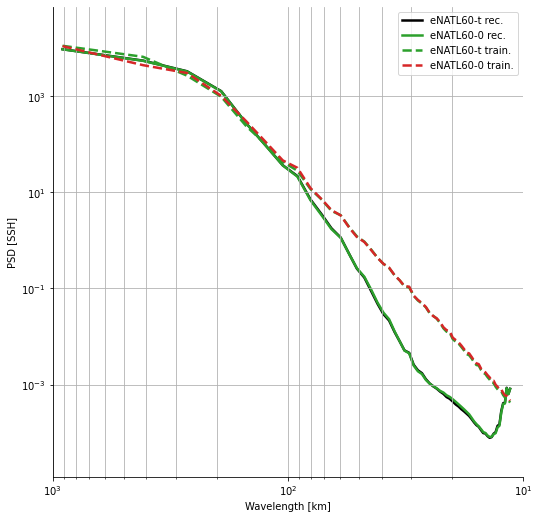 eNATL60-t rec.
eNATL60-0 rec.
eNATL60-t train.
eNATL60-0 train.
PSD [SSH]
10³
10¹
10⁻¹
10⁻³
10³
10²
10¹
Wavelength [km]